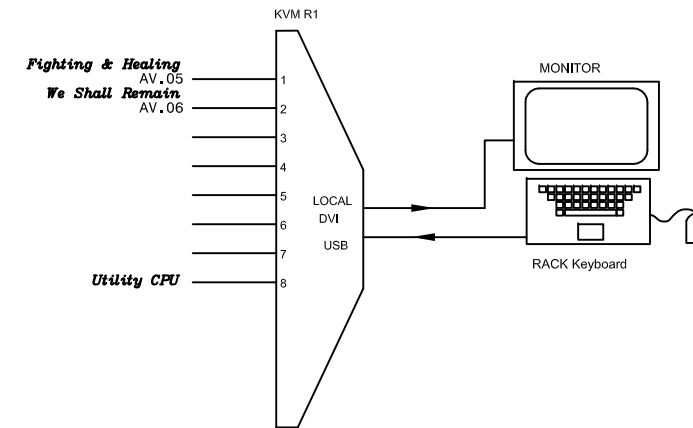 KVM R1
Fighting & Healing
AV.05
1
We Shall Remain
AV.06
2
3
4
5
6
7
Utility CPU
8
LOCAL
DVI
USB
MONITOR
RACK Keyboard